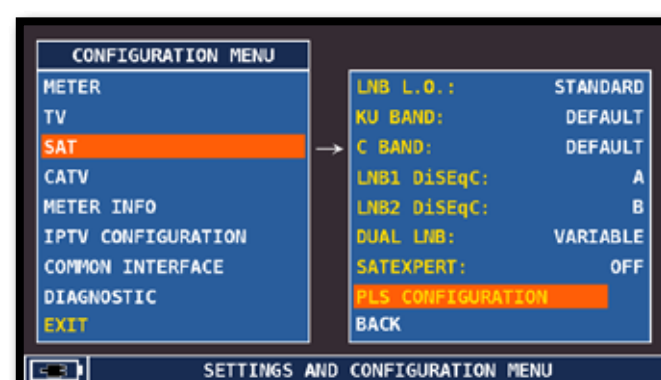 CONFIGURATION MENU
METER
TV
SAT
CATV
METER INFO
IPTV CONFIGURATION
COMMON INTERFACE
DIAGNOSTIC
EXIT
LNB L.O.: STANDARD
KU BAND: DEFAULT
C BAND: DEFAULT
LNB1 DiSEqC: A
LNB2 DiSEqC: B
DUAL LNB: VARIABLE
SATEXPERT: OFF
PLS CONFIGURATION
BACK
SETTINGS AND CONFIGURATION MENU